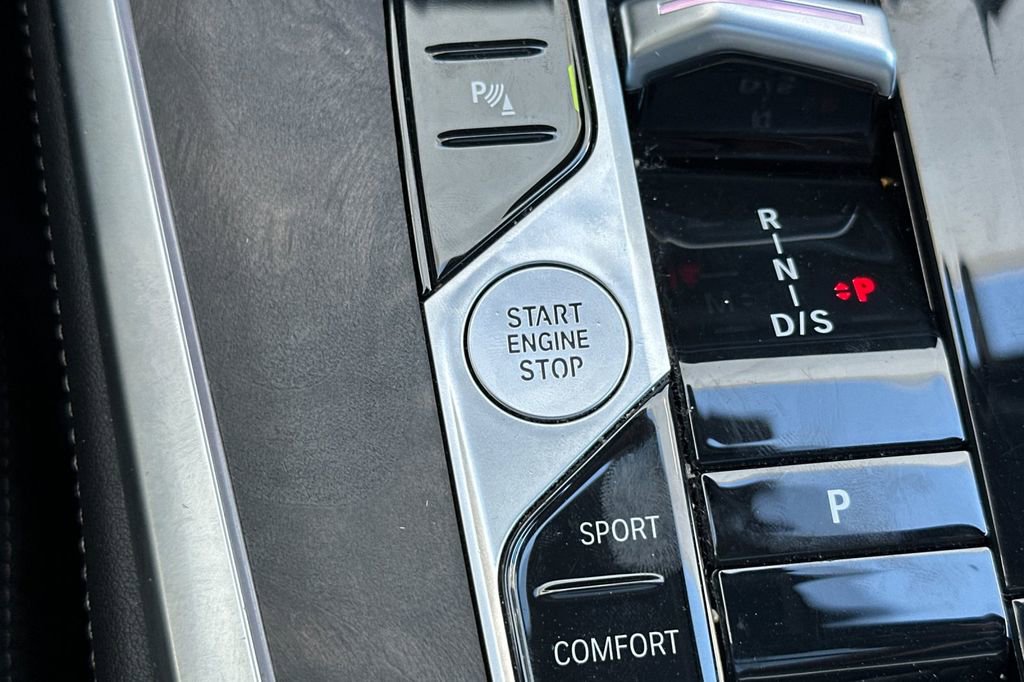 P
R
N
D/S
P
START
ENGINE
STOP
P
SPORT
COMFORT